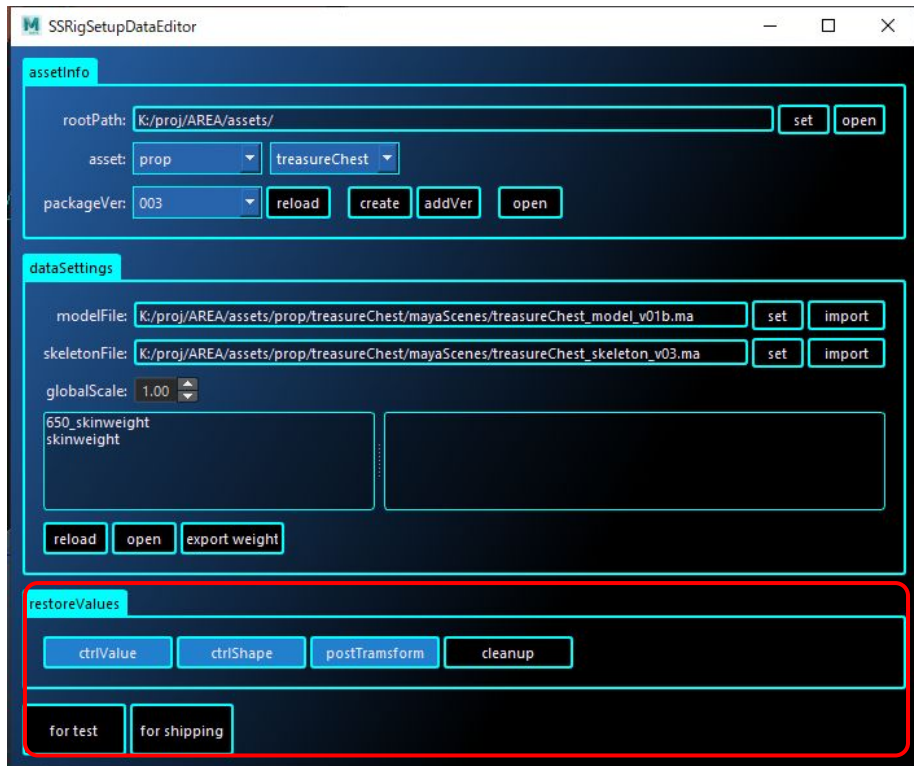 SSRigSetupDataEditor
assetInfo
rootPath: K:/proj/AREA/assets/ set open
asset: prop treasureChest
packageVer: 003 reload create addVer open
dataSettings
modelFile: K:/proj/AREA/assets/prop/treasureChest/mayaScenes/treasureChest_model_v01b.ma set import
skeletonFile: K:/proj/AREA/assets/prop/treasureChest/mayaScenes/treasureChest_skeleton_v03.ma set import
globalScale: 1.00
650_skinweight
skinweight
reload open export weight
restoreValues
ctrlValue ctrlShape postTramsform cleanup
for test for shipping